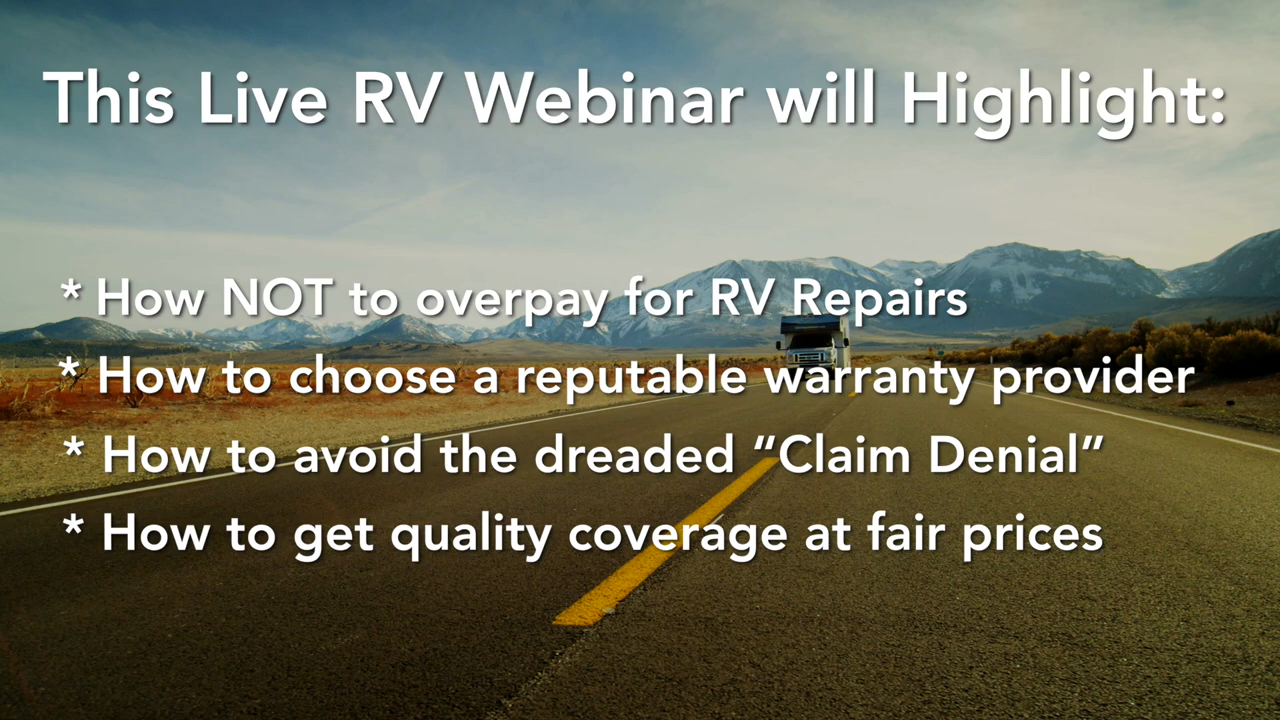 This Live RV Webinar will Highlight:
* How NOT to overpay for RV Repairs
* How to choose a reputable warranty provider
* How to avoid the dreaded “Claim Denial”
* How to get quality coverage at fair prices